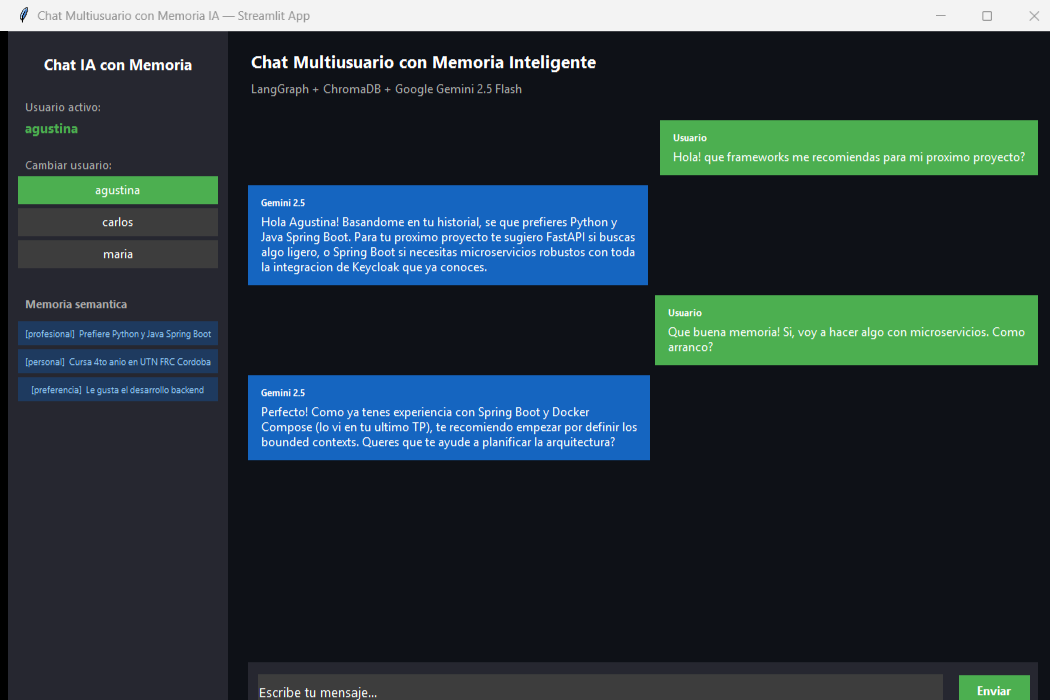 Chat Multiusuario con Memoria IA — Streamlit App
Chat IA con Memoria
Usuario activo:
agustina
Cambiar usuario:
agustina
carlos
maria
Memoria semantica
[profesional] Prefiere Python y Java Spring Boot
[personal] Cursa 4to anio en UTN FRC Cordoba
[preferencia] Le gusta el desarrollo backend
Chat Multiusuario con Memoria Inteligente
LangGraph + ChromaDB + Google Gemini 2.5 Flash
Usuario
Hola! que frameworks me recomiendas para mi proximo proyecto?
Gemini 2.5
Hola Agustina! Basandome en tu historial, se que prefieres Python y
Java Spring Boot. Para tu proximo proyecto te sugiero FastAPI si buscas
algo ligero, o Spring Boot si necesitas microservicios robustos con toda
la integracion de Keycloak que ya conoces.
Usuario
Que buena memoria! Si, voy a hacer algo con microservicios. Como
arranco?
Gemini 2.5
Perfecto! Como ya tenes experiencia con Spring Boot y Docker
Compose (lo vi en tu ultimo TP), te recomiendo empezar por definir los
bounded contexts. Queres que te ayude a planificar la arquitectura?
Escribe tu mensaje...
Enviar